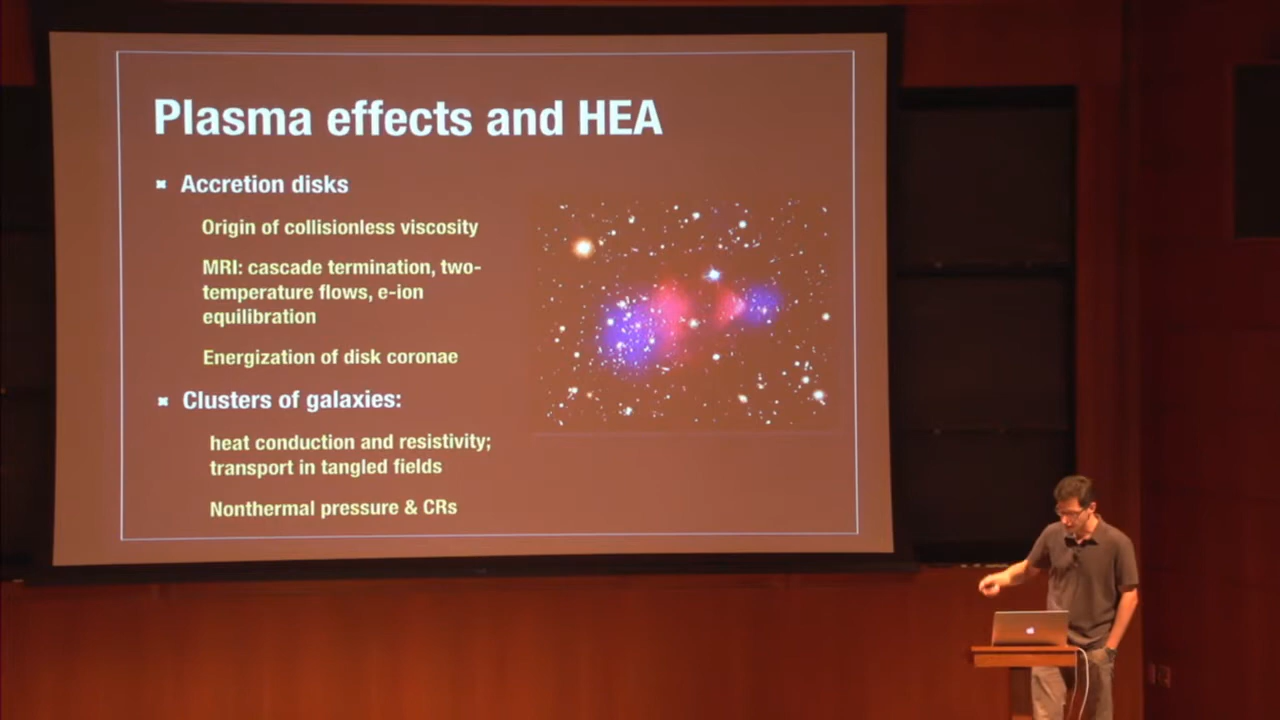 Plasma effects and HEA
Accretion disks
Origin of collisionless viscosity
MRI: cascade termination, two-
temperature flows, e-ion
equilibration
Energization of disk coronae
Clusters of galaxies:
heat conduction and resistivity;
transport in tangled fields
Nonthermal pressure & CRs